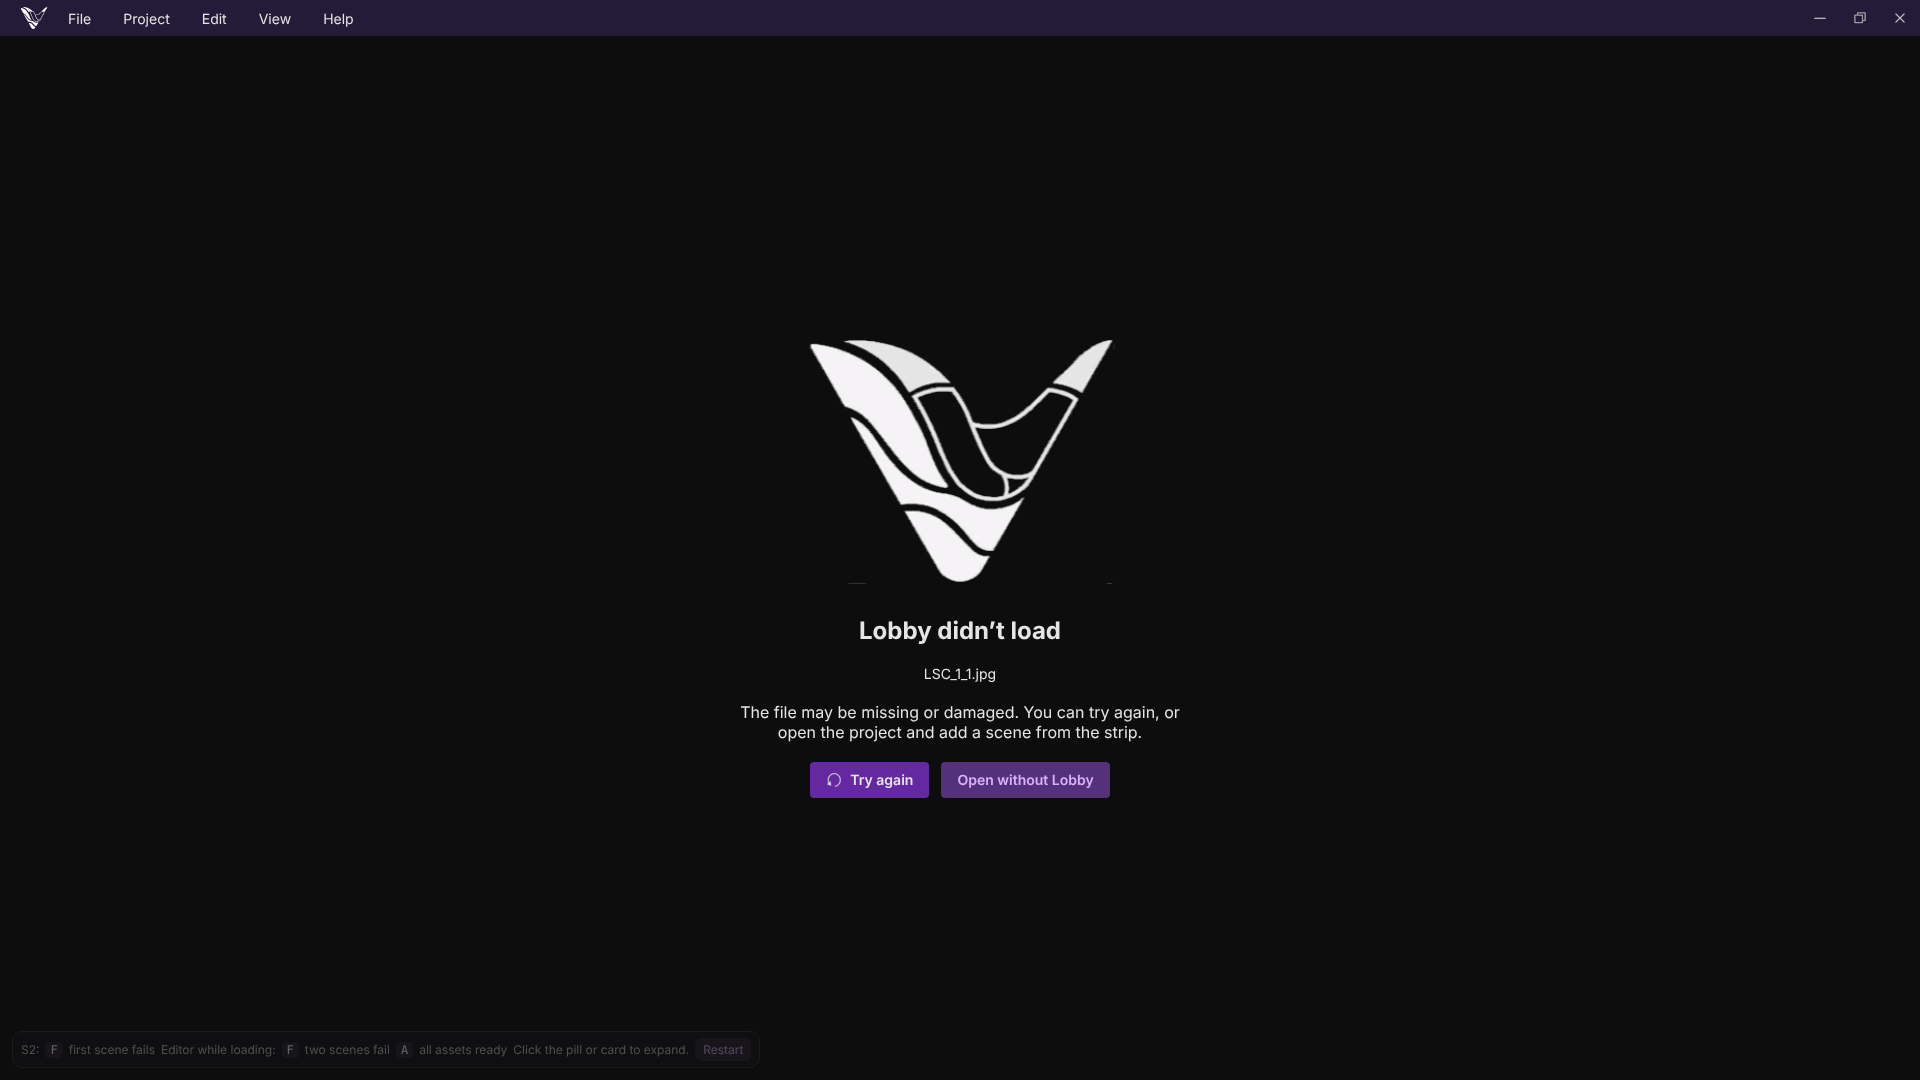 File Project Edit View Help
Lobby didn’t load
LSC_1_1.jpg
The file may be missing or damaged. You can try again, or
open the project and add a scene from the strip.
Try again Open without Lobby
S2: F first scene fails Editor while loading: F two scenes fail A all assets ready Click the pill or card to expand. Restart